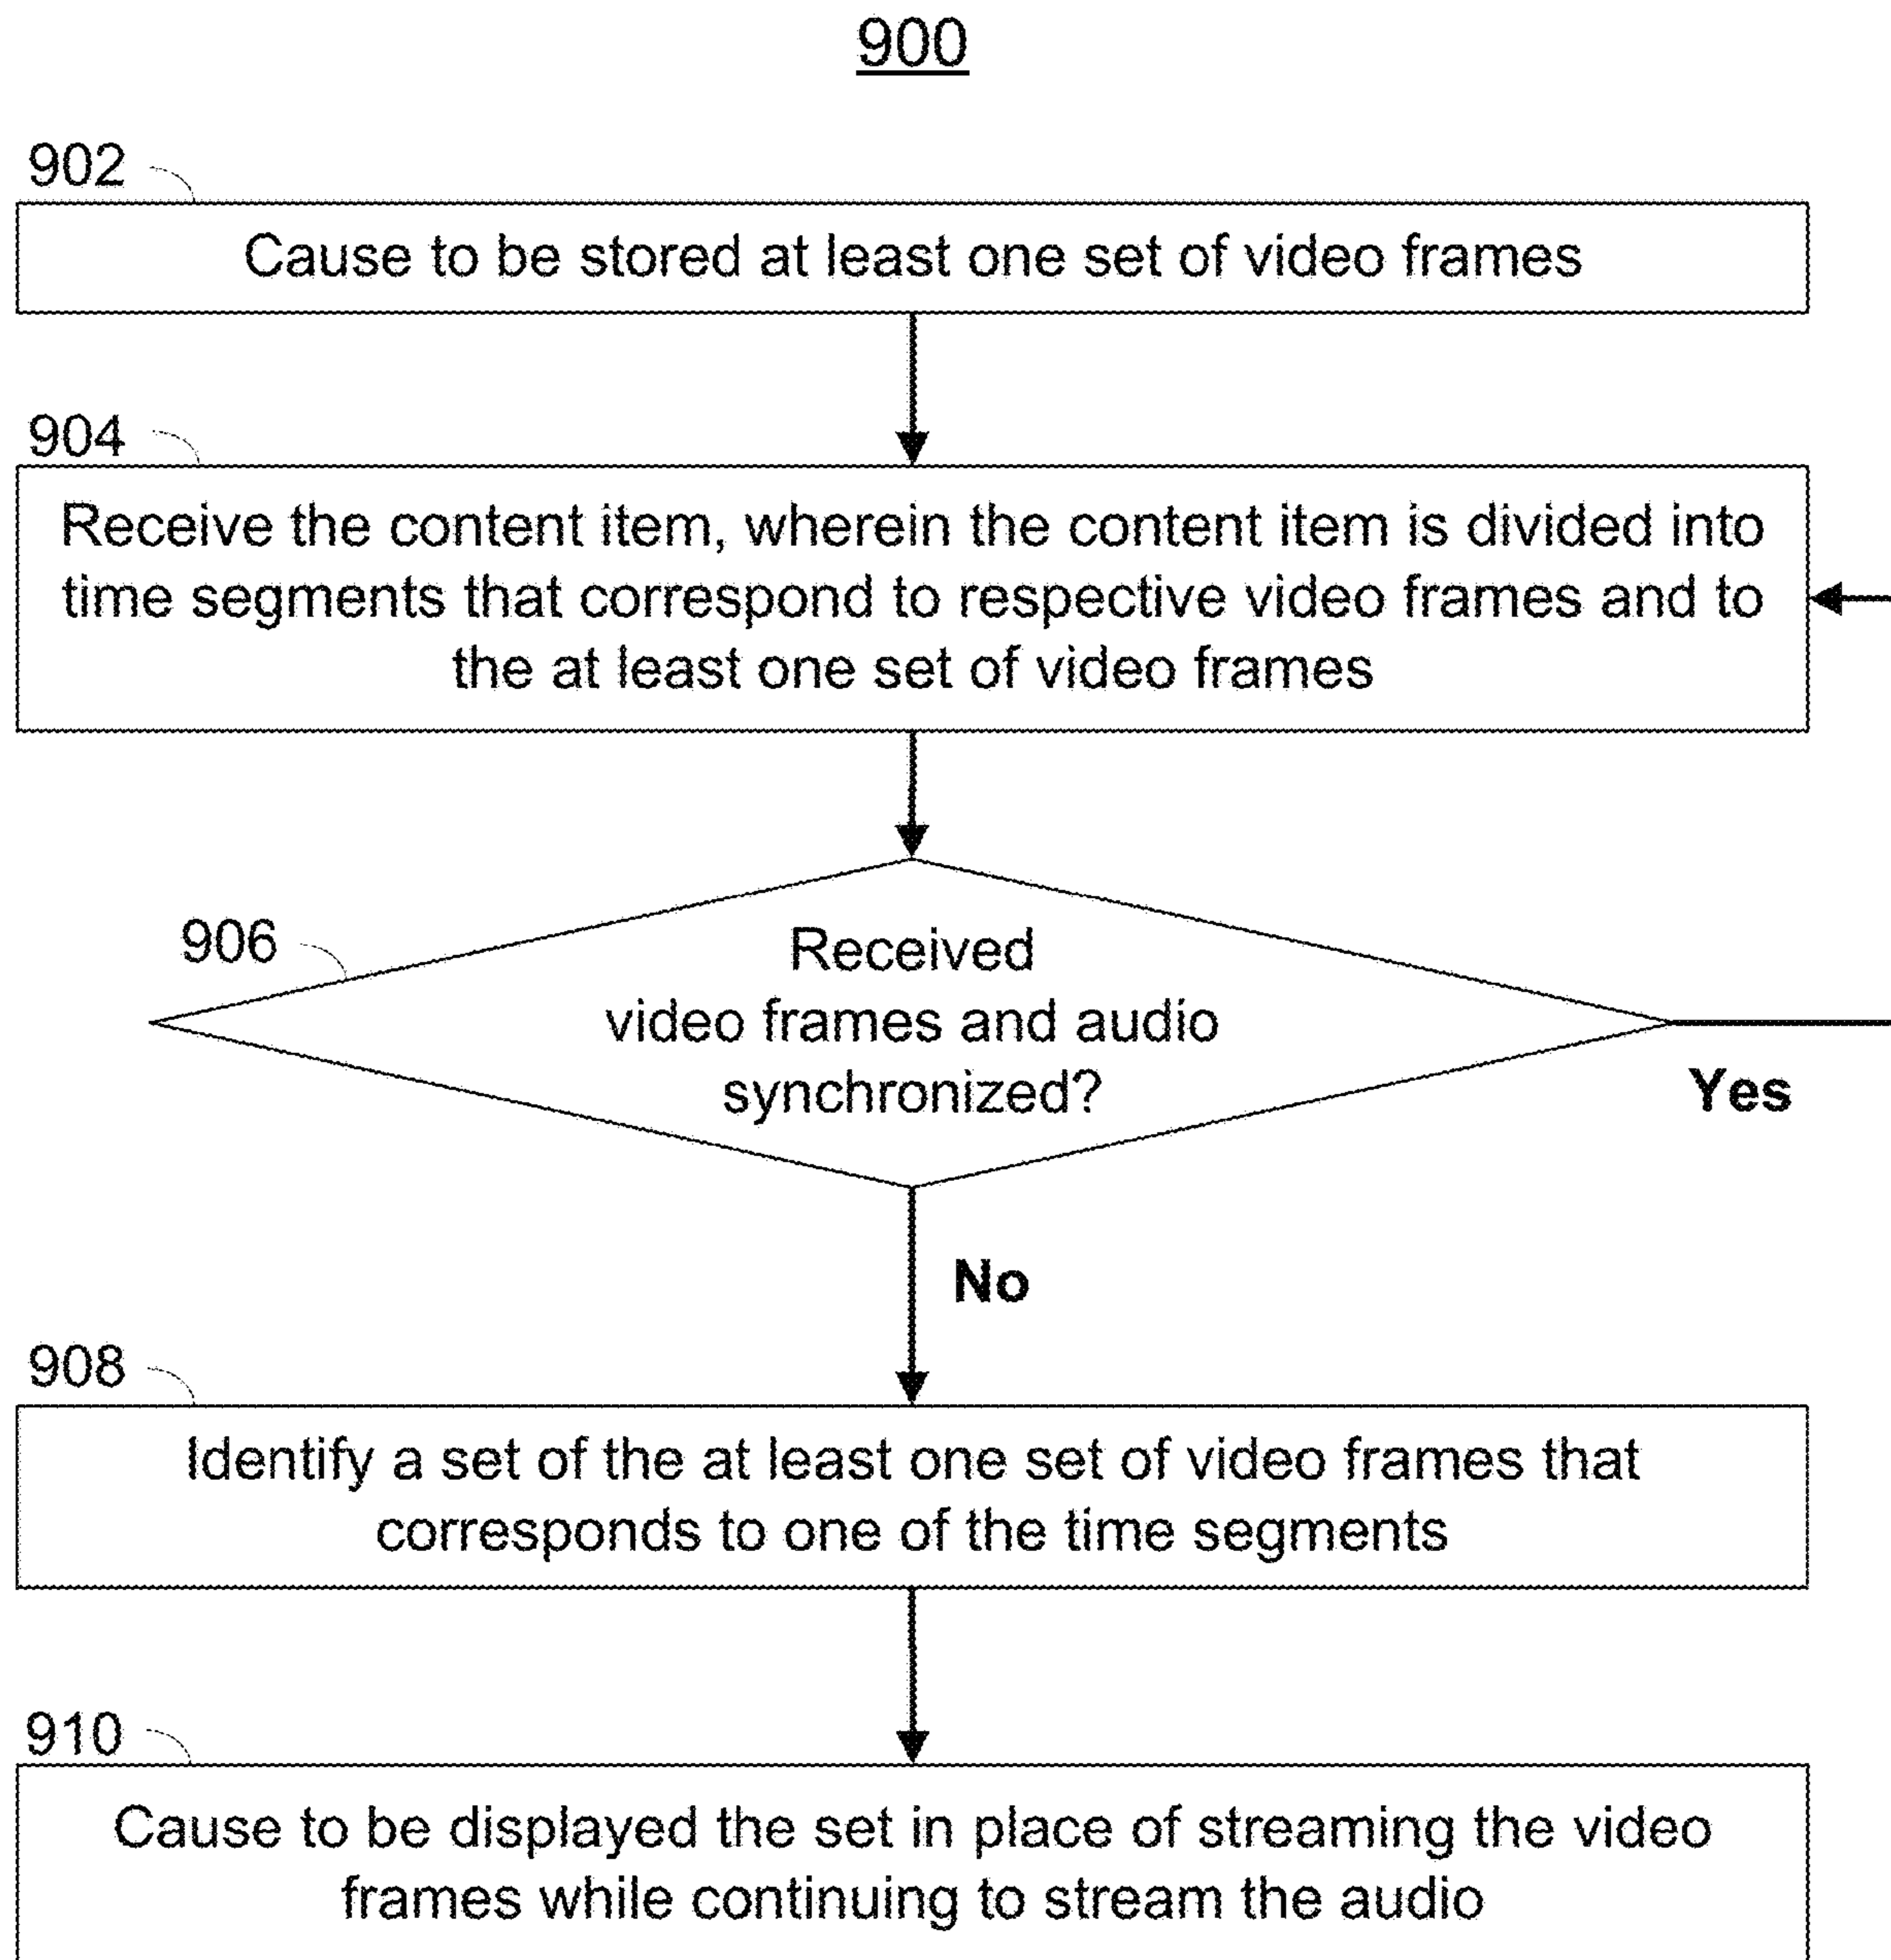 900
902
Cause to be stored at least one set of video frames
904
Receive the content item, wherein the content item is divided into
time segments that correspond to respective video frames and to
the at least one set of video frames
906
Received
video frames and audio
synchronized?
Yes
No
908
Identify a set of the at least one set of video frames that
corresponds to one of the time segments
910
Cause to be displayed the set in place of streaming the video
frames while continuing to stream the audio